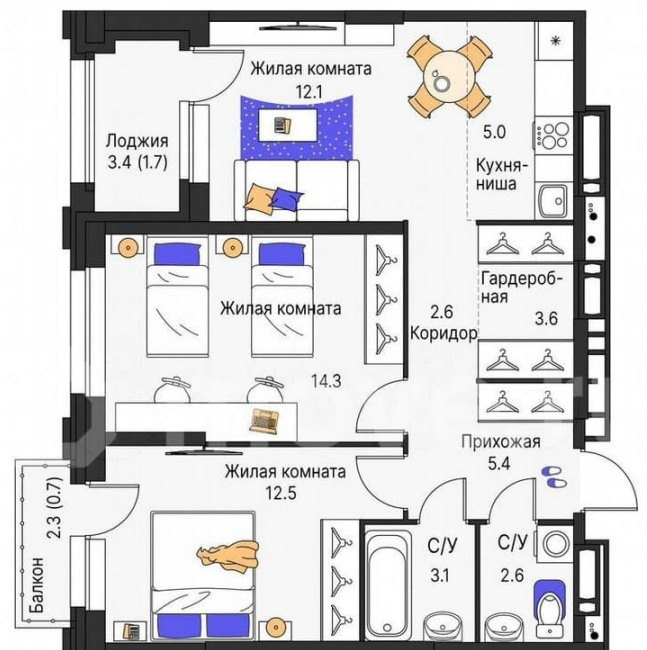 Жилая комната
12.1
Лоджия
3.4 (1.7)
5.0
Кухня-
ниша
Жилая комната
14.3
2.6
Коридор
Гардероб-
ная
3.6
Прихожая
5.4
Жилая комната
12.5
Балкон
2.3 (0.7)
С/У
3.1
С/У
2.6